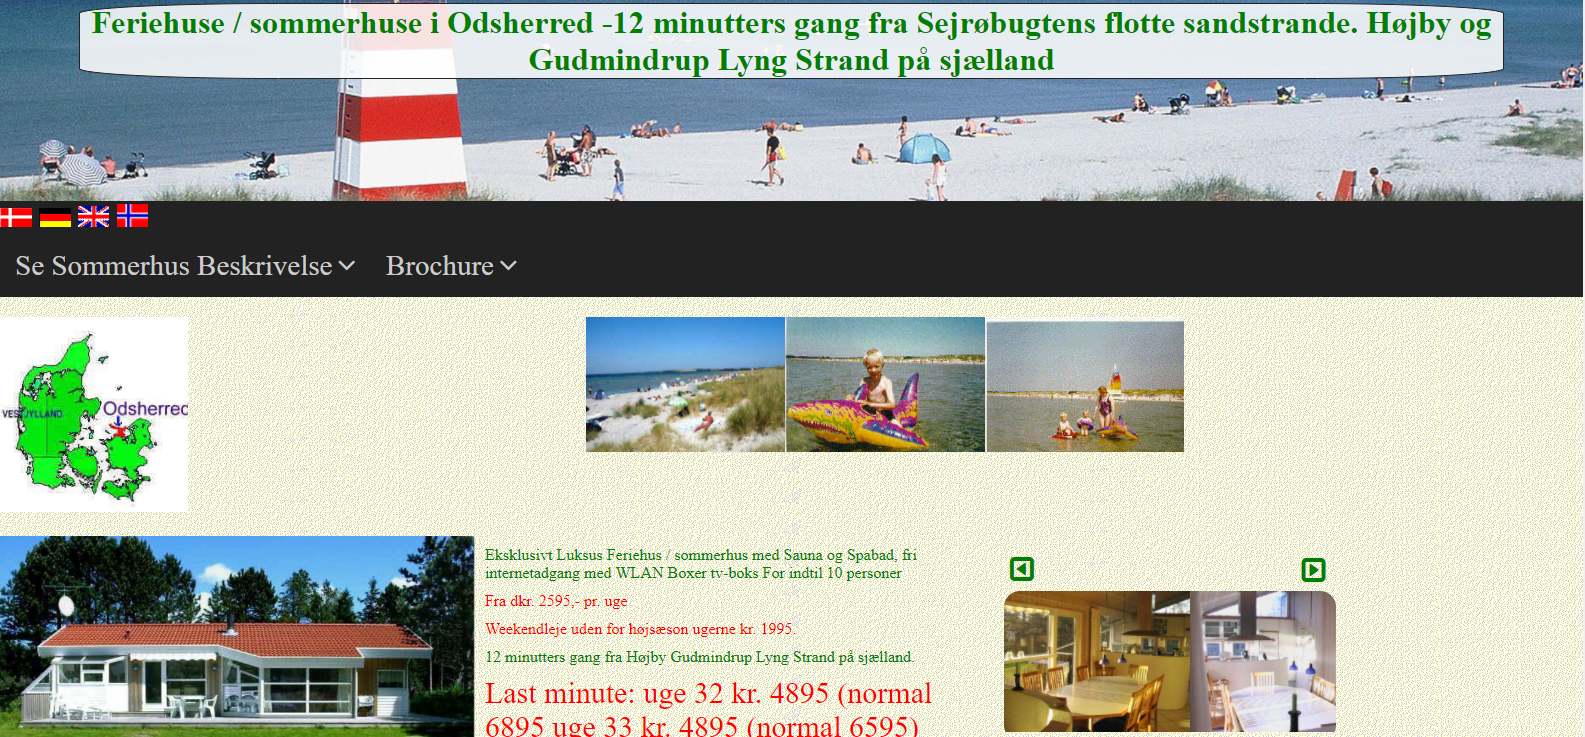 Feriehuse / sommerhuse i Odsherred -12 minutters gang fra Sejrøbugtens flotte sandstrande. Højby og
Gudmindrup Lyng Strand på sjælland
Se Sommerhus Beskrivelse
Brochure
Odsherred
VESTJYLLAND
Eksklusivt Luksus Feriehus / sommerhus med Sauna og Spabad, fri
internetadgang med WLAN Boxer tv-boks For indtil 10 personer
Fra dkr. 2595,- pr. uge
Weekendleje uden for højsæson ugerne kr. 1995.
12 minutters gang fra Højby Gudmindrup Lyng Strand på sjælland.
Last minute: uge 32 kr. 4895 (normal
6895 uge 33 kr. 4895 (normal 6595)